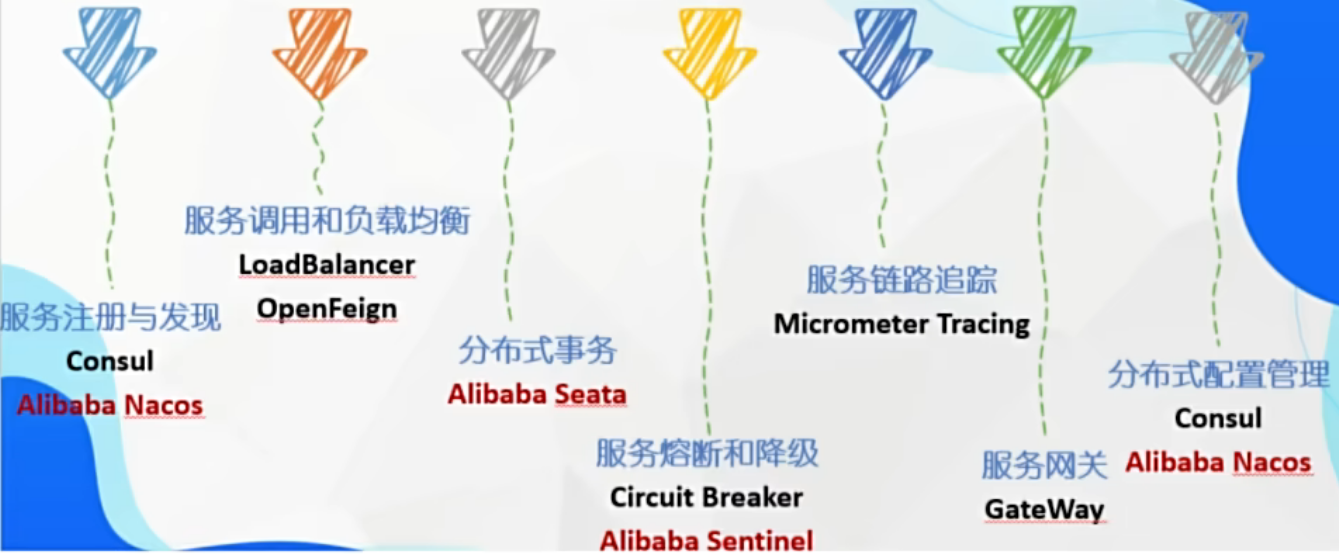 服务注册与发现
Consul
Alibaba Nacos
服务调用和负载均衡
LoadBalancer
OpenFeign
分布式事务
Alibaba Seata
服务熔断和降级
Circuit Breaker
Alibaba Sentinel
服务链路追踪
Micrometer Tracing
服务网关
GateWay
分布式配置管理
Consul
Alibaba Nacos